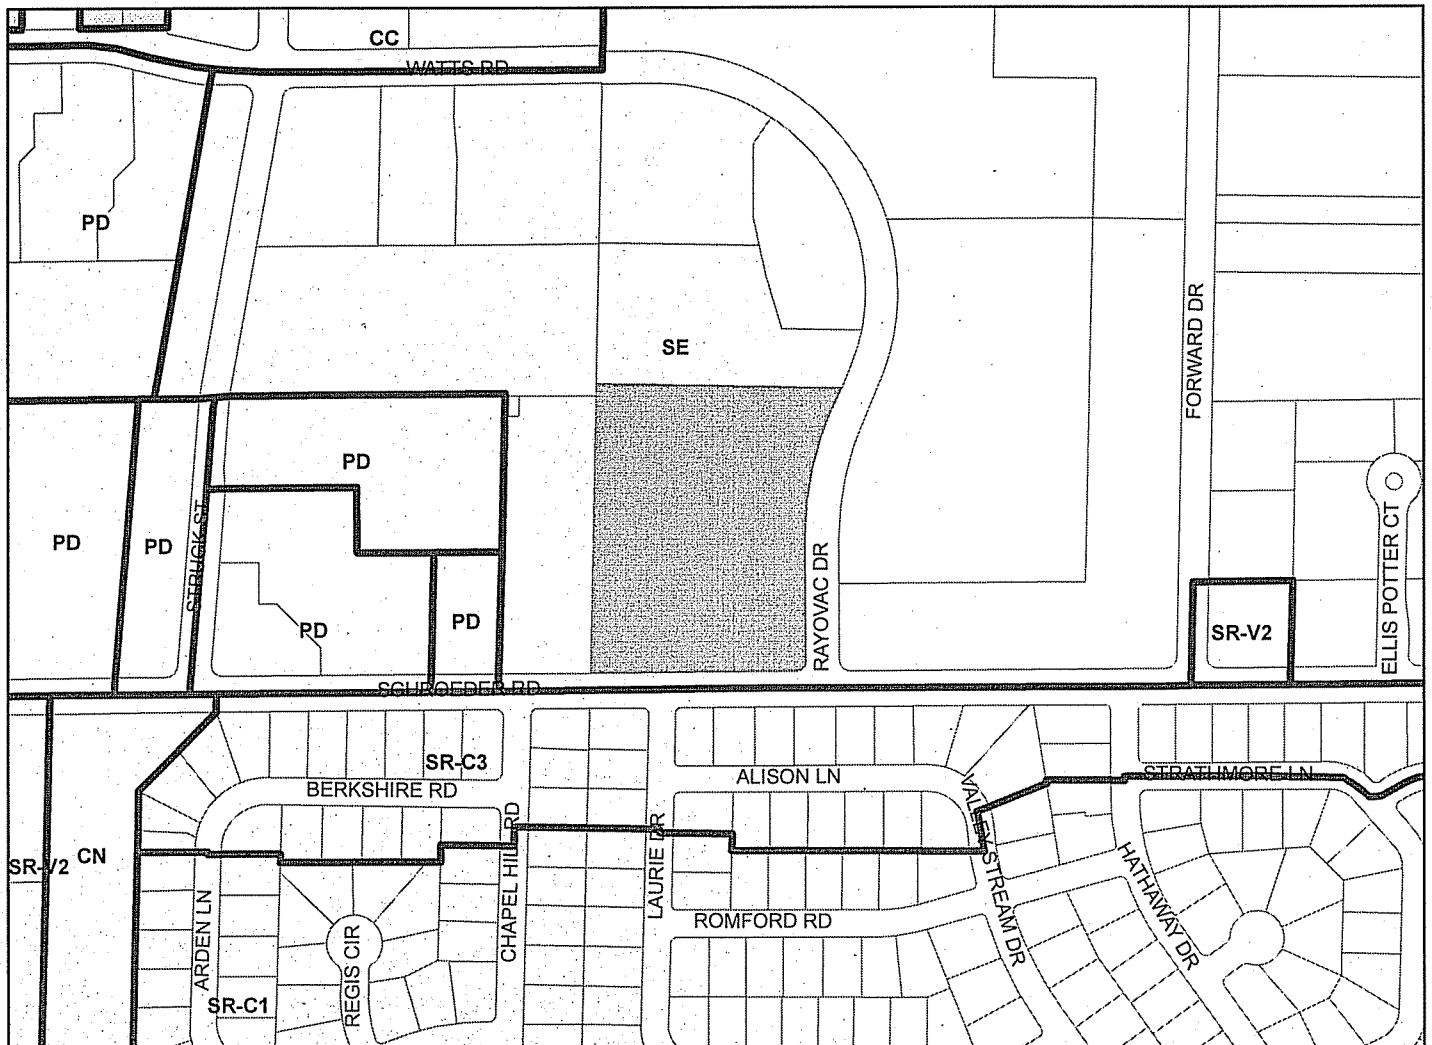 CC
WATTS RD
PD
FORWARD DR
SE
PD
PD
PD
STRUCK ST
RAYOVAC DR
ELLIS POTTER CT
PD
PD
SR-V2
SCHROEDER RD
SR-C3
BERKSHIRE RD
ALISON LN
STRATHMORE LN
VALLEY STREAM DR
CHAPEL HILL RD
LAURIE DR
SR-V2
CN
HATHAWAY DR
ARDEN LN
REGIS CIR
ROMFORD RD
SR-C1